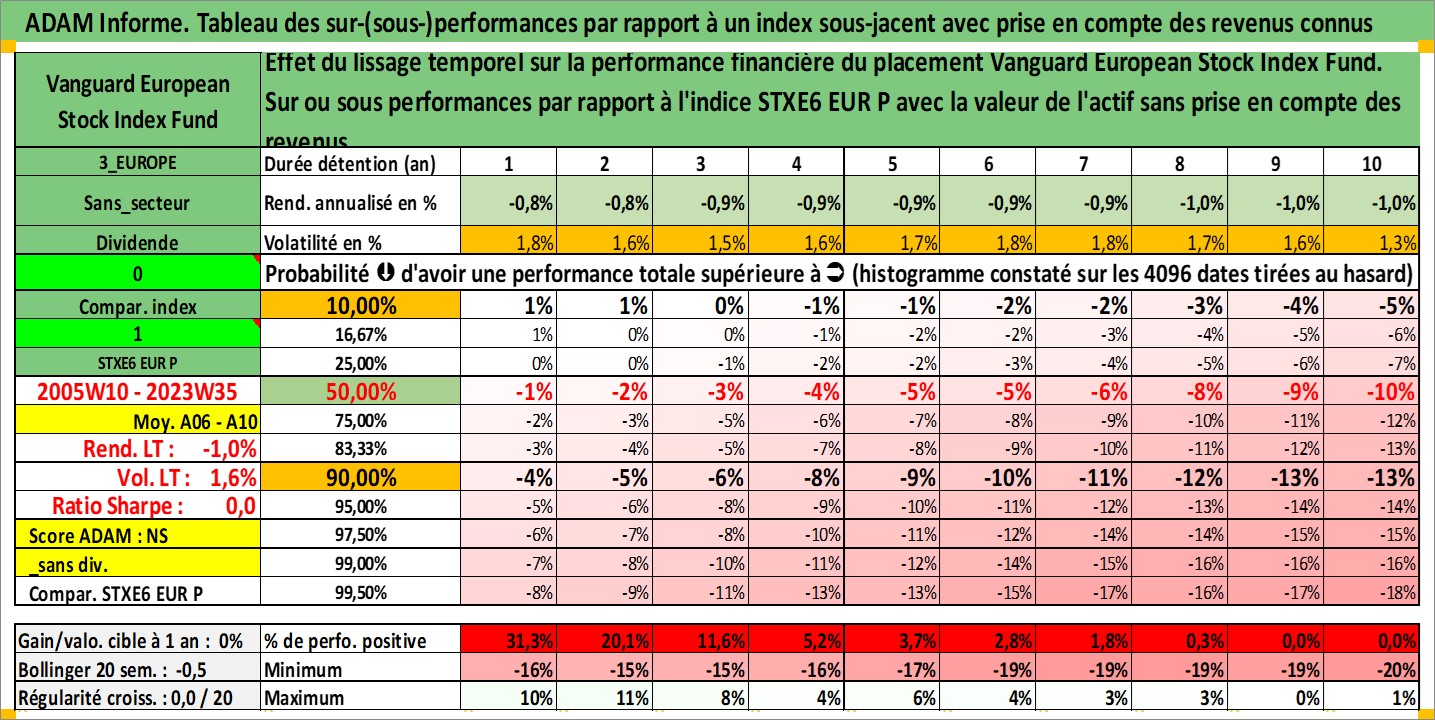 ADAM Informe. Tableau des sur-(sous-)performances par rapport à un index sous-jacent avec prise en compte des revenus connus
Vanguard European
Stock Index Fund
Effet du lissage temporel sur la performance financière du placement Vanguard European Stock Index Fund.
Sur ou sous performances par rapport à l'indice STXE6 EUR P avec la valeur de l'actif sans prise en compte des
revenus
3_EUROPE Durée détention (an) 1 2 3 4 5 6 7 8 9 10
Sans_secteur Rend. annualisé en % -0,8% -0,8% -0,9% -0,9% -0,9% -0,9% -0,9% -1,0% -1,0% -1,0%
Dividende Volatilité en % 1,8% 1,6% 1,5% 1,6% 1,7% 1,8% 1,8% 1,7% 1,6% 1,3%
0 Probabilité ⬇ d'avoir une performance totale supérieure à ➲ (histogramme constaté sur les 4096 dates tirées au hasard)
Compar. index 10,00% 1% 1% 0% -1% -1% -2% -2% -3% -4% -5%
1 16,67% 1% 0% 0% -1% -2% -2% -3% -4% -5% -6%
STXE6 EUR P 25,00% 0% 0% -1% -2% -2% -3% -4% -5% -6% -7%
2005W10 - 2023W35 50,00% -1% -2% -3% -4% -5% -5% -6% -8% -9% -10%
Moy. A06 - A10 75,00% -2% -3% -5% -6% -7% -8% -9% -10% -11% -12%
Rend. LT : -1,0% 83,33% -3% -4% -5% -7% -8% -9% -10% -11% -12% -13%
Vol. LT : 1,6% 90,00% -4% -5% -6% -8% -9% -10% -11% -12% -13% -13%
Ratio Sharpe : 0,0 95,00% -5% -6% -8% -9% -10% -11% -12% -13% -14% -14%
Score ADAM : NS 97,50% -6% -7% -8% -10% -11% -12% -14% -14% -15% -15%
_sans div. 99,00% -7% -8% -10% -11% -12% -14% -15% -16% -16% -16%
Compar. STXE6 EUR P 99,50% -8% -9% -11% -13% -13% -15% -17% -16% -17% -18%
Gain/valo. cible à 1 an : 0% % de perfo. positive 31,3% 20,1% 11,6% 5,2% 3,7% 2,8% 1,8% 0,3% 0,0% 0,0%
Bollinger 20 sem. : -0,5 Minimum -16% -15% -15% -16% -17% -19% -19% -19% -19% -20%
Régularité croiss. : 0,0 / 20 Maximum 10% 11% 8% 4% 6% 4% 3% 3% 0% 1%